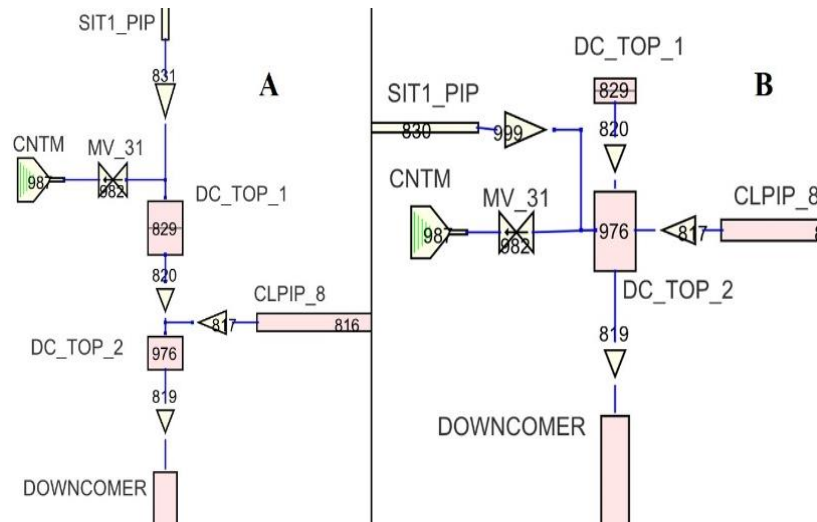 SIT1_PIP
831
A
CNTM
MV_31
987
982
DC_TOP_1
829
820
CLPIP_8
817
816
DC_TOP_2
976
819
DOWNCOMER
DC_TOP_1
B
SIT1_PIP
829
830
999
820
CNTM
MV_31
CLPIP_8
987
982
976
817
DC_TOP_2
819
DOWNCOMER